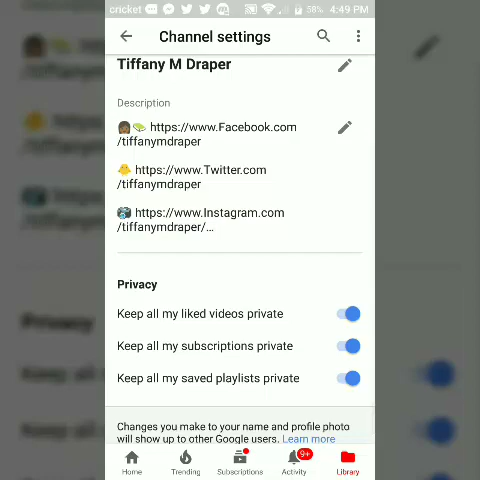 cricket 58% 4:49 PM
Channel settings
Tiffany M Draper
Description
https://www.Facebook.com
/tiffanymdraper
https://www.Twitter.com
/tiffanymdraper
https://www.Instagram.com
/tiffanymdraper/...
Privacy
Keep all my liked videos private
Keep all my subscriptions private
Keep all my saved playlists private
Changes you make to your name and profile photo
will show up to other Google users. Learn more
9+
Home Trending Subscriptions Activity Library